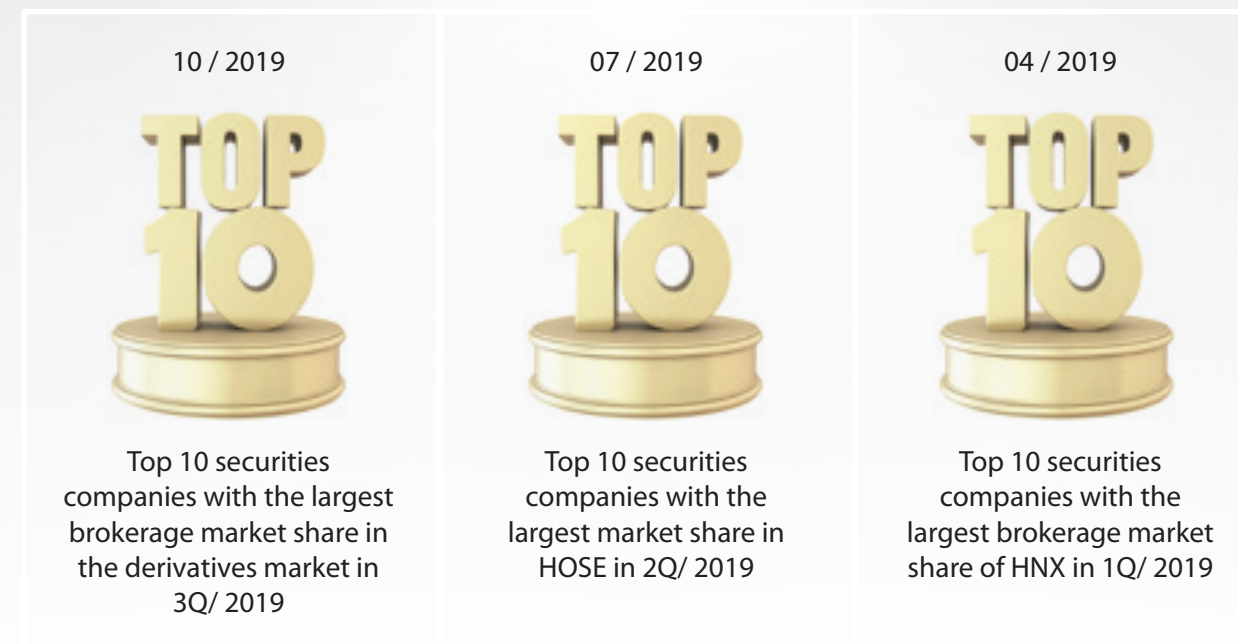 10 / 2019
TOP
10
Top 10 securities
companies with the largest
brokerage market share in
the derivatives market in
3Q/ 2019
07 / 2019
TOP
10
Top 10 securities
companies with the
largest market share in
HOSE in 2Q/ 2019
04 / 2019
TOP
10
Top 10 securities
companies with the
largest brokerage market
share of HNX in 1Q/ 2019